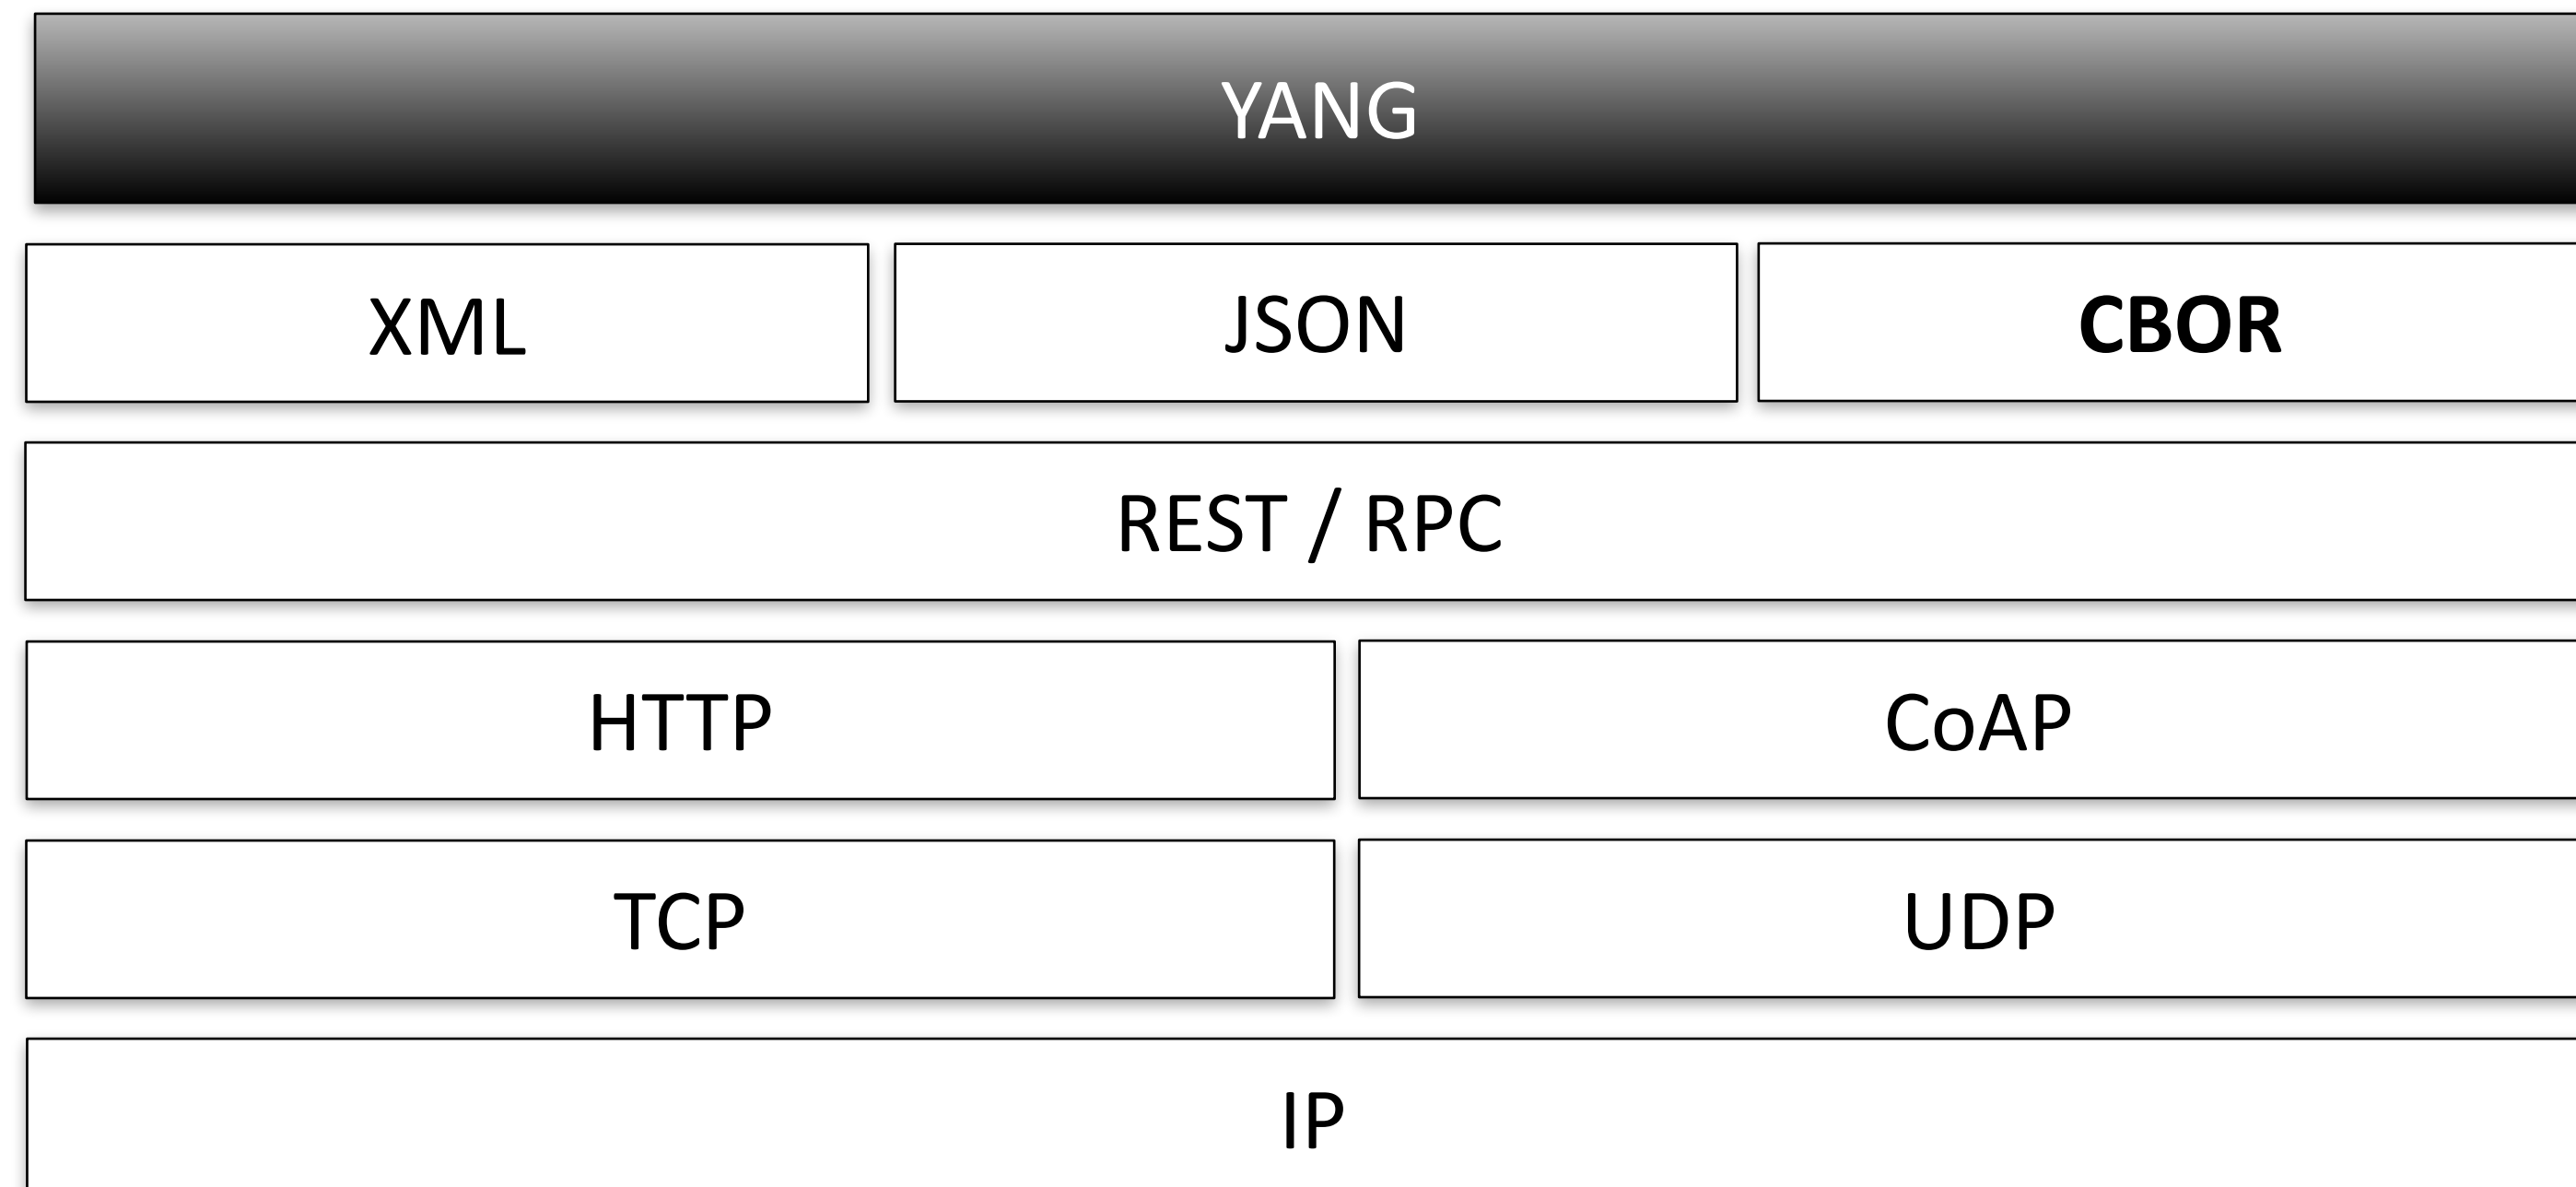 YANG
XML
JSON
CBOR
REST / RPC
HTTP
CoAP
TCP
UDP
IP